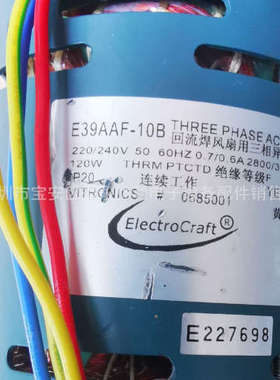 E39AAF-10B THREE PHASE AC
回流焊风扇用三相
220/240V 50 60HZ 0.7/0.6A 2800/3
120W THRM PTCTD 绝缘等级F
IP20 连续工作
VITRONICS # 0685001
ElectroCraft®
E227698